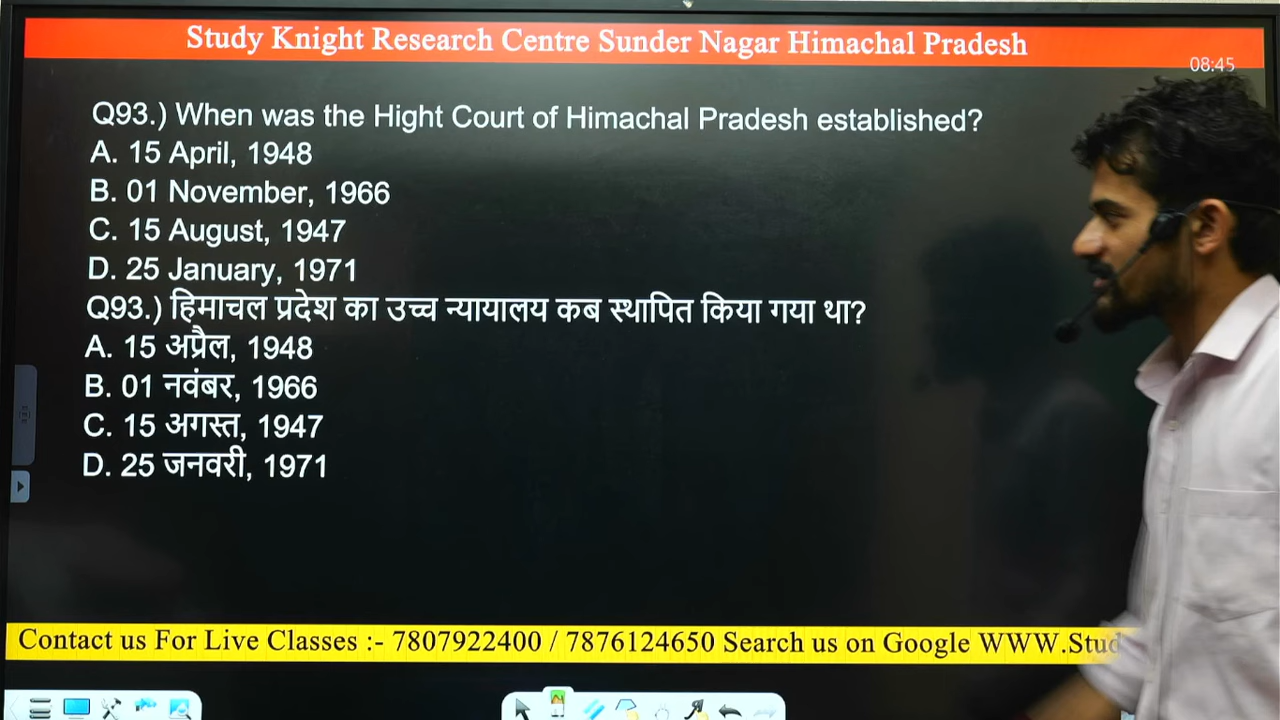 Study Knight Research Centre Sunder Nagar Himachal Pradesh
08:45
Q93.) When was the Hight Court of Himachal Pradesh established?
A. 15 April, 1948
B. 01 November, 1966
C. 15 August, 1947
D. 25 January, 1971
Q93.) हिमाचल प्रदेश का उच्च न्यायालय कब स्थापित किया गया था?
A. 15 अप्रैल, 1948
B. 01 नवंबर, 1966
C. 15 अगस्त, 1947
D. 25 जनवरी, 1971
Contact us For Live Classes :- 7807922400 / 7876124650 Search us on Google WWW.Stud